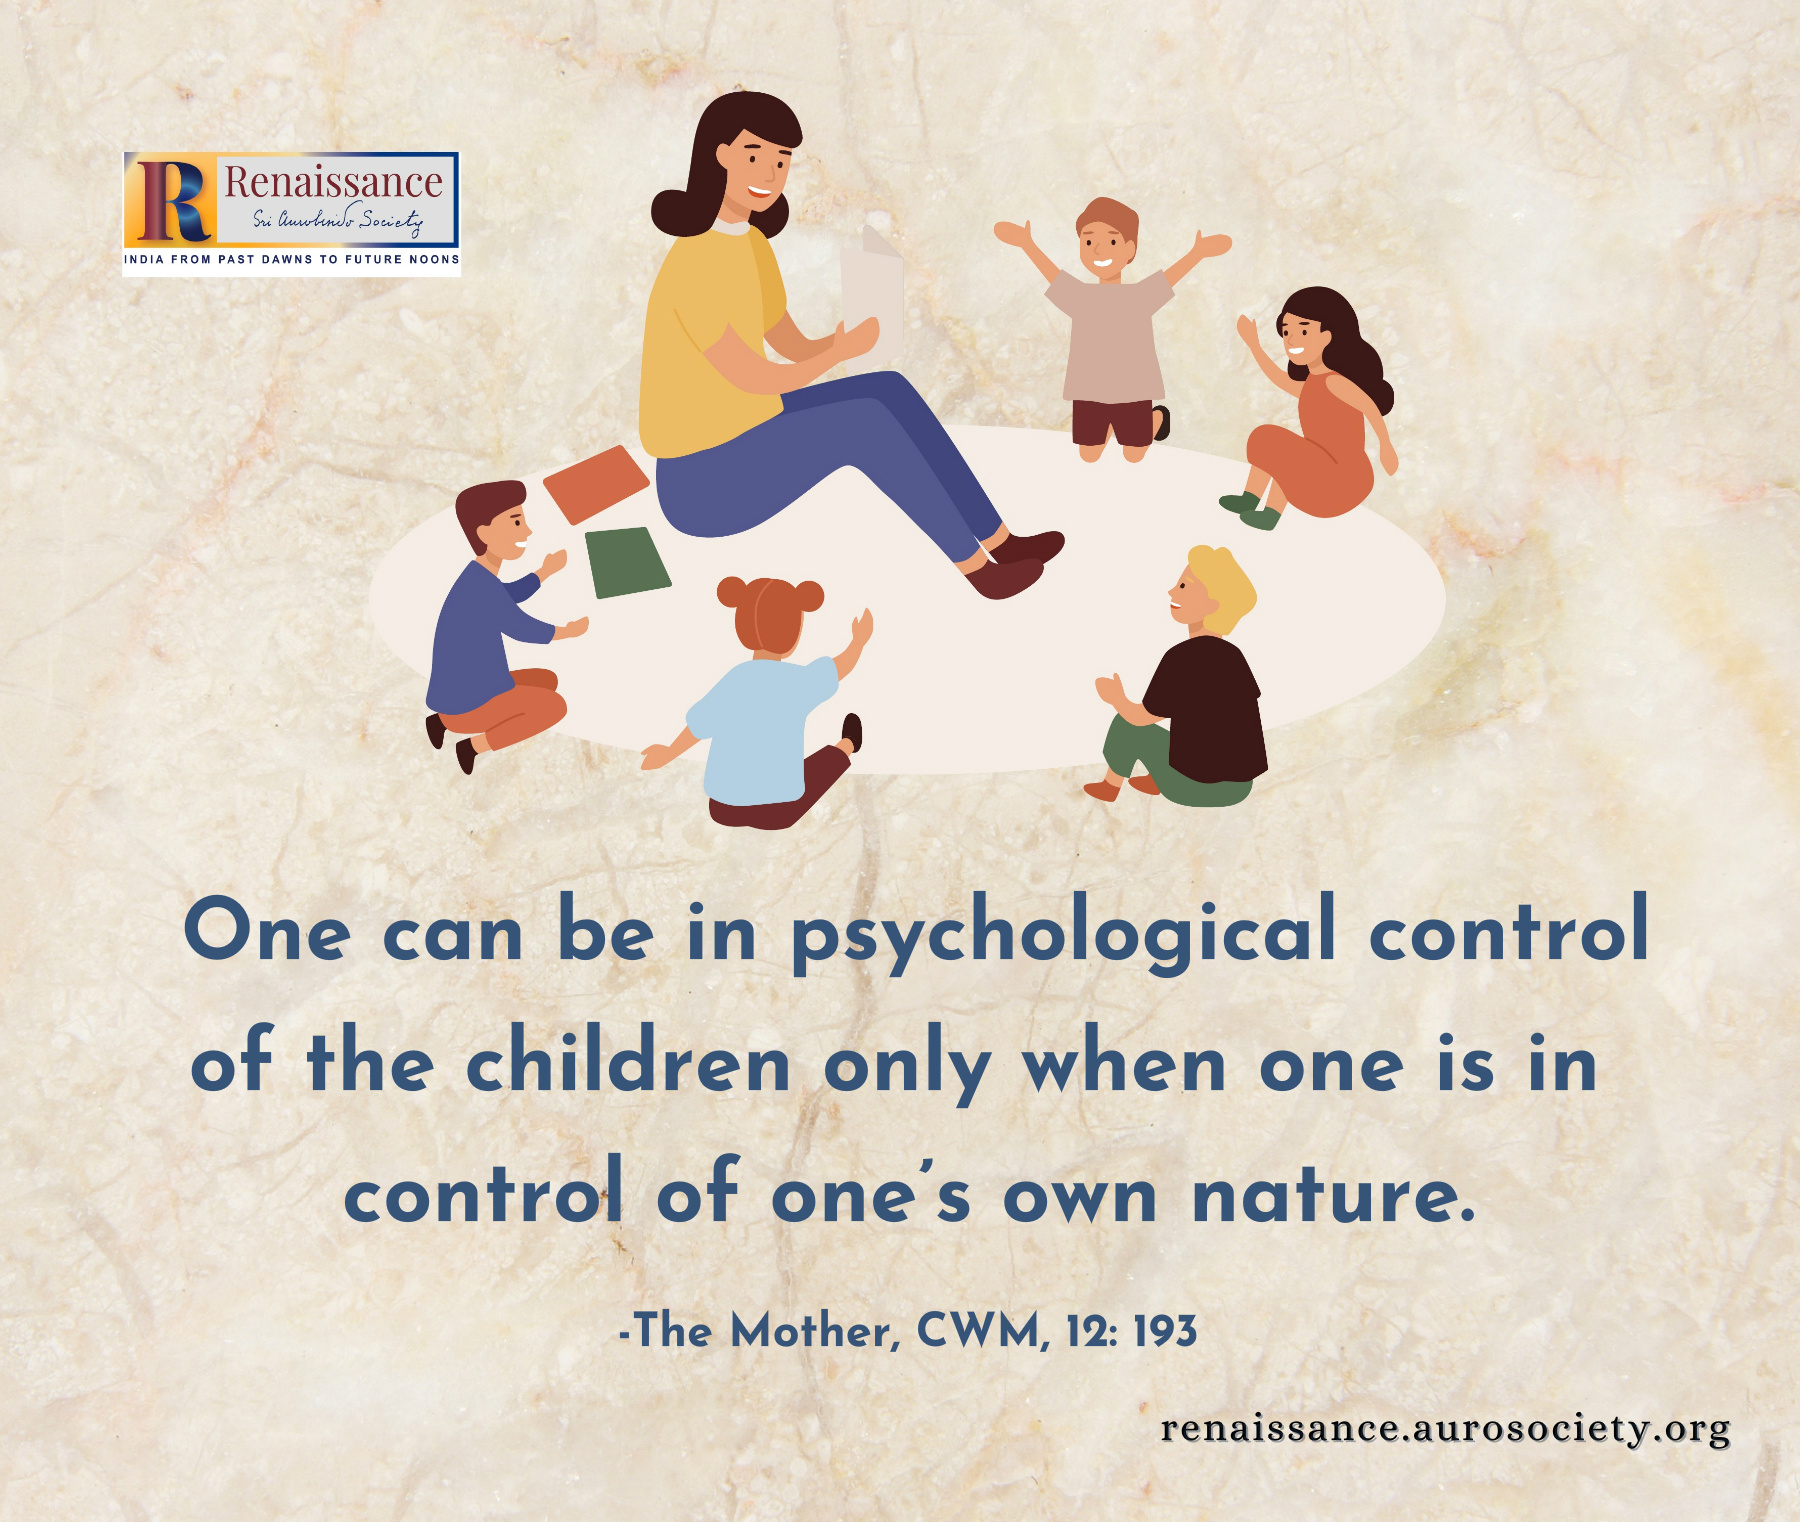 R
Renaissance
Sri Aurobindo Society
INDIA FROM PAST DAWNS TO FUTURE NOONS
One can be in psychological control
of the children only when one is in
control of one's own nature.
-The Mother, CWM, 12: 193
renaissance.aurosociety.org